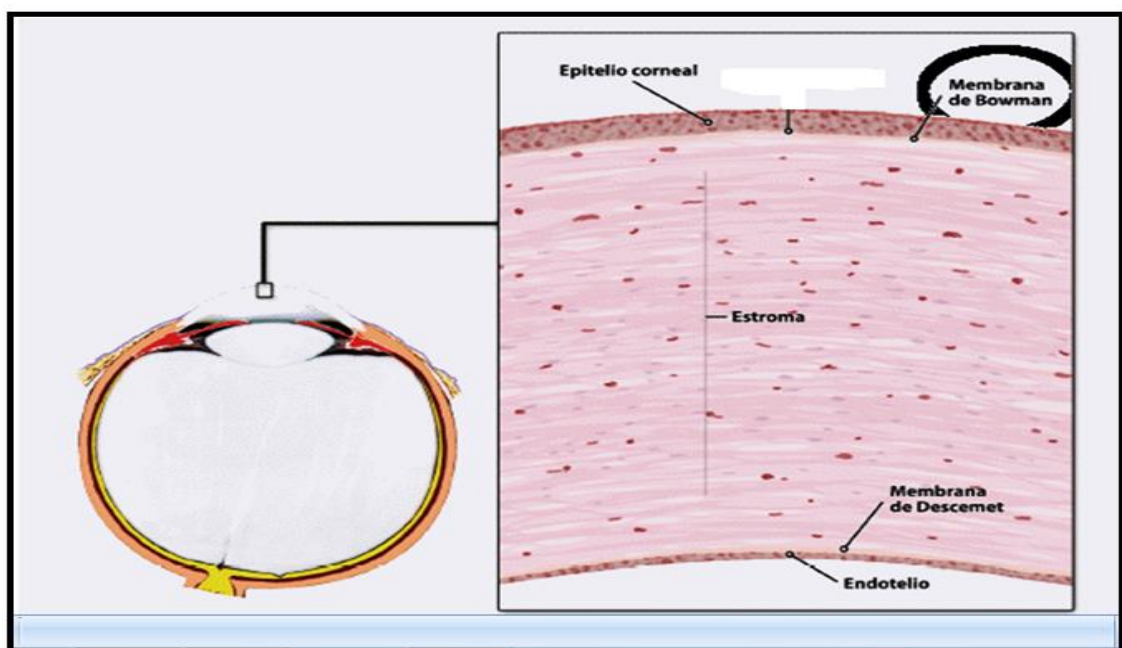 Epitelio corneal
Membrana
de Bowman
Estroma
Membrana
de Descemet
Endotelio